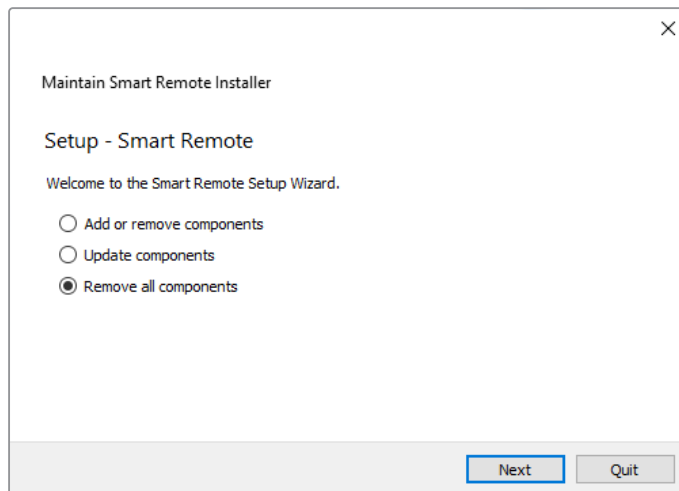 Maintain Smart Remote Installer
Setup - Smart Remote
Welcome to the Smart Remote Setup Wizard.
Add or remove components
Update components
Remove all components
Next
Quit